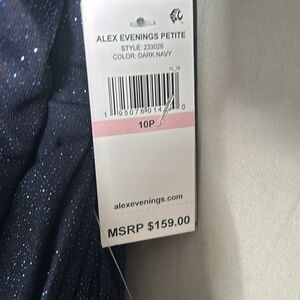 ALEX EVENINGS PETITE
STYLE: 233026
COLOR: DARK NAVY
10P
alexevenings.com
MSRP $159.00